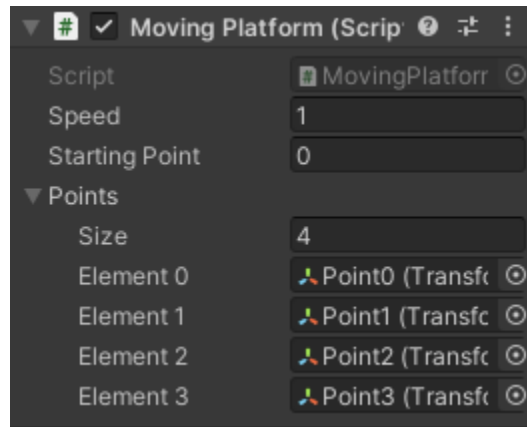 # Moving Platform (Scrip
Script # MovingPlatforr
Speed 1
Starting Point 0
Points
Size 4
Element 0 Point0 (Transfc
Element 1 Point1 (Transfc
Element 2 Point2 (Transfc
Element 3 Point3 (Transfc